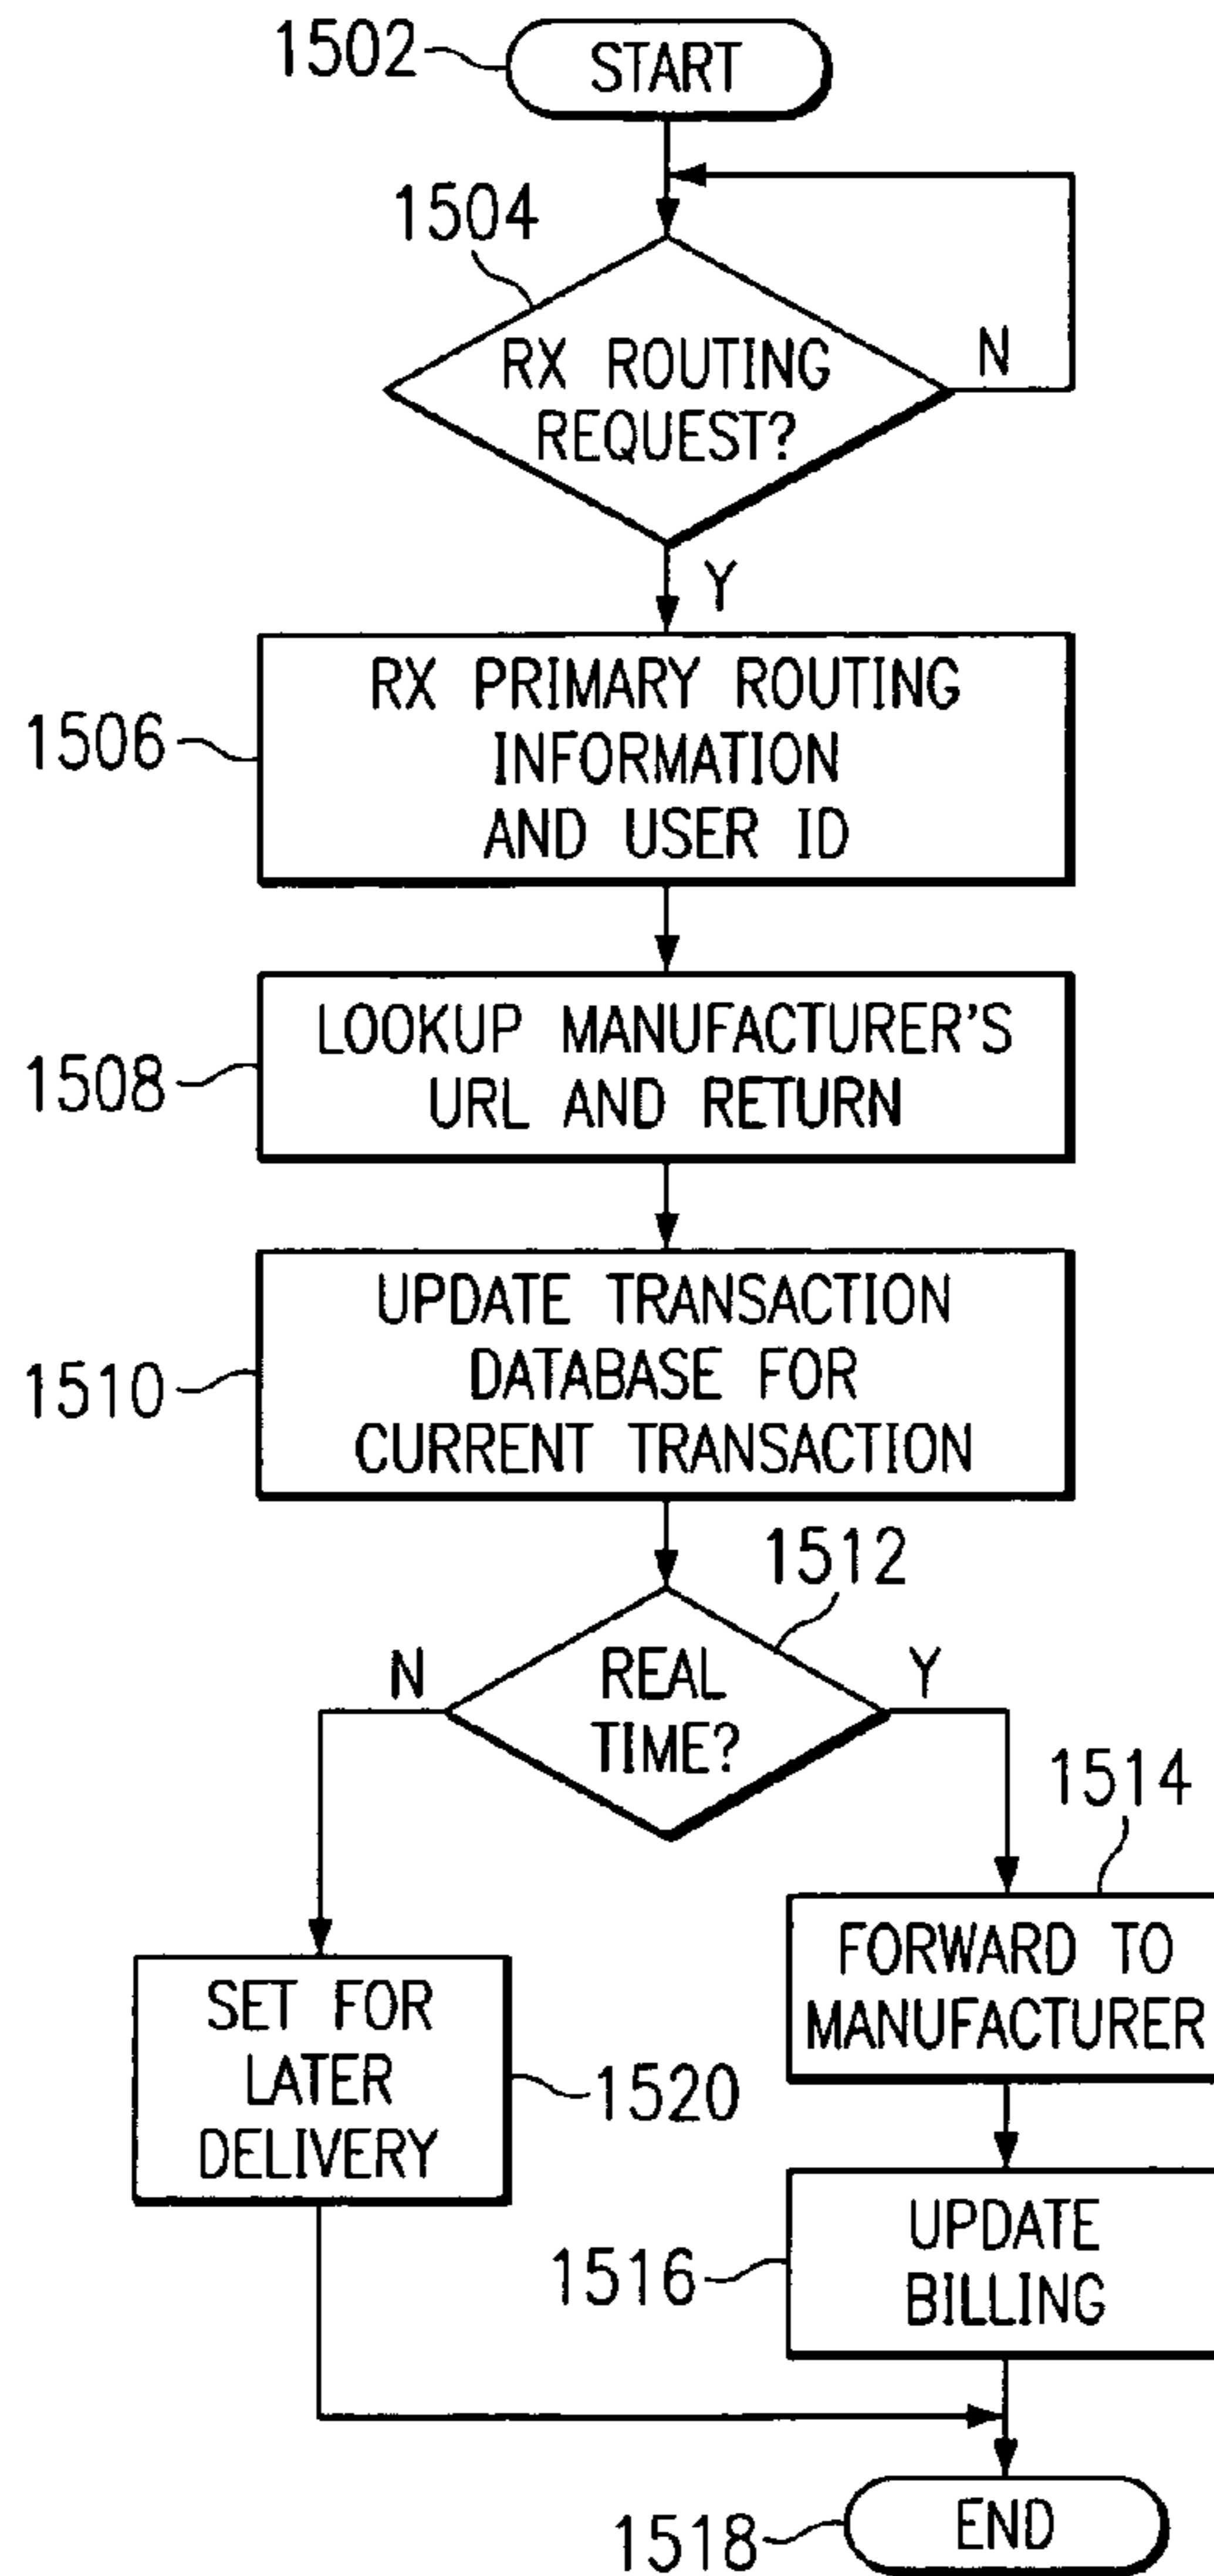 1502
START
1504
RX ROUTING
REQUEST?
N
Y
1506
RX PRIMARY ROUTING
INFORMATION
AND USER ID
1508
LOOKUP MANUFACTURER'S
URL AND RETURN
1510
UPDATE TRANSACTION
DATABASE FOR
CURRENT TRANSACTION
1512
N
REAL
TIME?
Y
1514
FORWARD TO
MANUFACTURER
SET FOR
LATER
DELIVERY
1520
1516
UPDATE
BILLING
1518
END